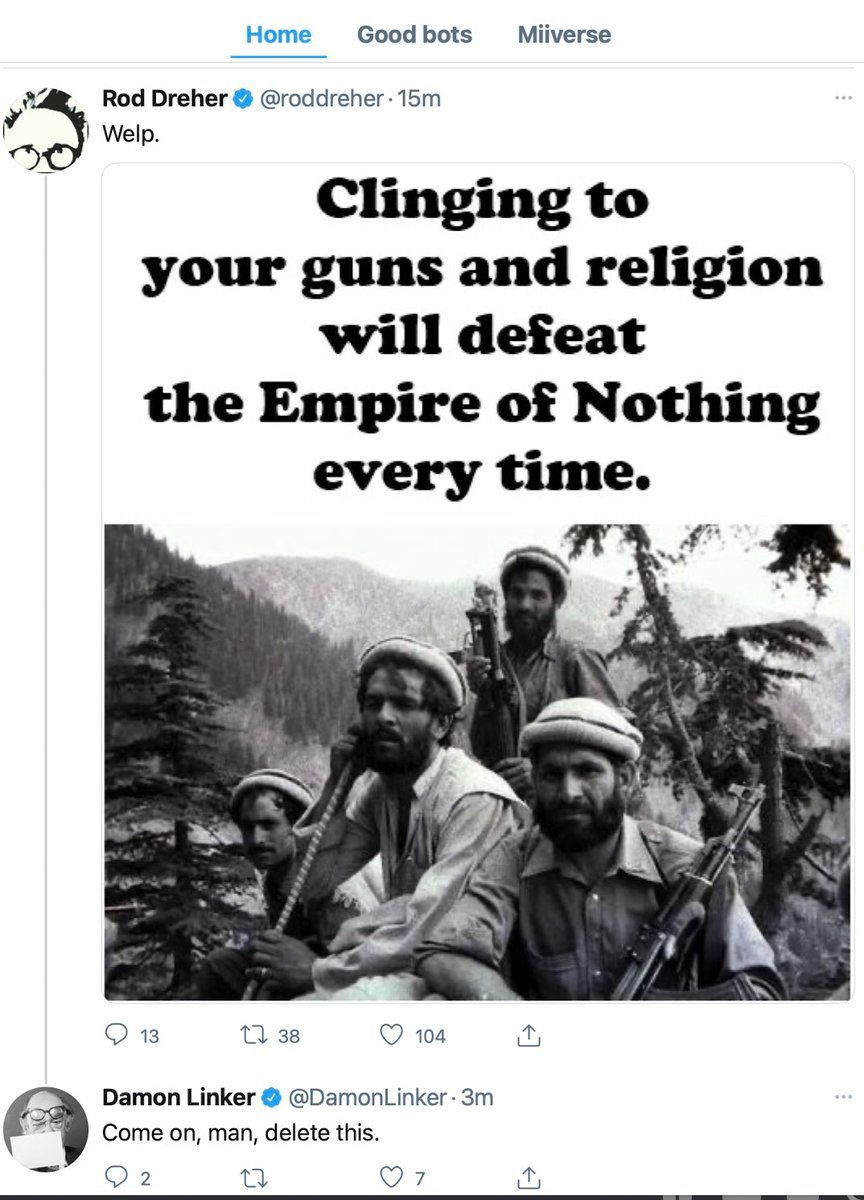 Home Good bots Miiverse
Rod Dreher @roddreher · 15m
Welp.
Clinging to
your guns and religion
will defeat
the Empire of Nothing
every time.
13 38 104
Damon Linker @DamonLinker · 3m
Come on, man, delete this.
2 7